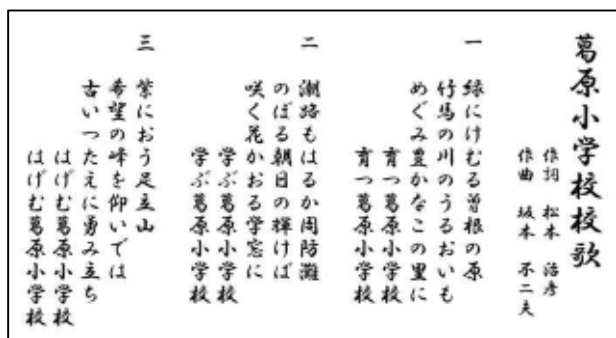 葛原小学校校歌
作詞 松本 治彦
作曲 坂本 不二夫
一
緑にけむる曽根の原
竹馬の川のうるおいも
めぐみ豊かなこの里に
育つ葛原小学校
育つ葛原小学校
二
潮路もはるか周防灘
のぼる朝日の輝けば
咲く花かおる学窓に
学ぶ葛原小学校
学ぶ葛原小学校
三
紫におう足立山
希望の峰を仰いでは
古いつたえに勇み立ち
はげむ葛原小学校
はげむ葛原小学校